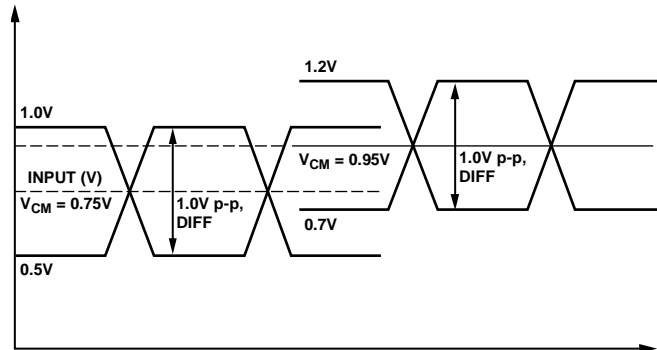 1.2V
1.0V
V_CM = 0.95V
1.0V p-p,
DIFF
INPUT (V)
V_CM = 0.75V
1.0V p-p,
DIFF
0.7V
0.5V